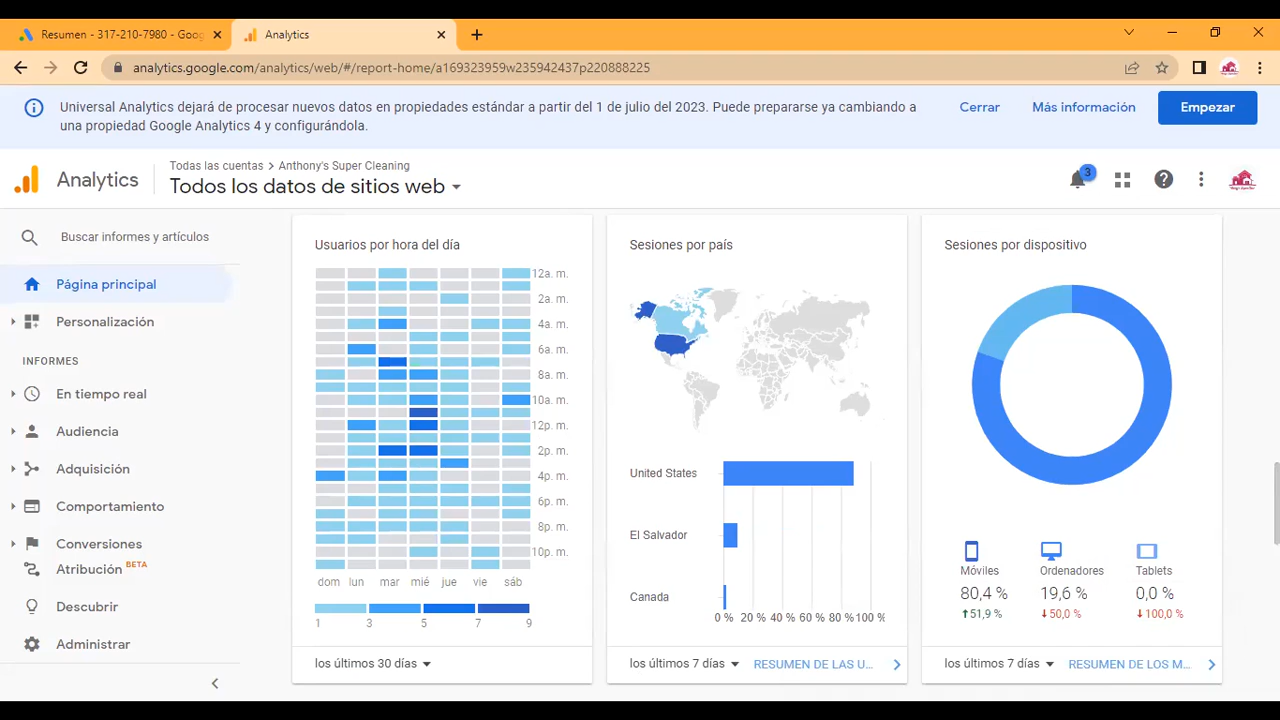 Resumen - 317-210-7980 - Goog
Analytics
analytics.google.com/analytics/web/#/report-home/a169323959w235942437p220888225
Universal Analytics dejará de procesar nuevos datos en propiedades estándar a partir del 1 de julio del 2023. Puede prepararse ya cambiando a
una propiedad Google Analytics 4 y configurándola.
Cerrar
Más información
Empezar
Analytics
Todas las cuentas > Anthony's Super Cleaning
Todos los datos de sitios web
3
Buscar informes y artículos
Página principal
Personalización
INFORMES
En tiempo real
Audiencia
Adquisición
Comportamiento
Conversiones
Atribución BETA
Descubrir
Administrar
Usuarios por hora del día
12a. m.
2a. m.
4a. m.
6a. m.
8a. m.
10a. m.
12p. m.
2p. m.
4p. m.
6p. m.
8p. m.
10p. m.
dom lun mar mié jue vie sáb
1 3 5 7 9
los últimos 30 días
Sesiones por país
United States
El Salvador
Canada
0 % 20 % 40 % 60 % 80 % 100 %
los últimos 7 días
RESUMEN DE LAS U...
Sesiones por dispositivo
Móviles Ordenadores Tablets
80,4 % 19,6 % 0,0 %
↑51,9 % ↓50,0 % ↓100,0 %
los últimos 7 días
RESUMEN DE LOS M...